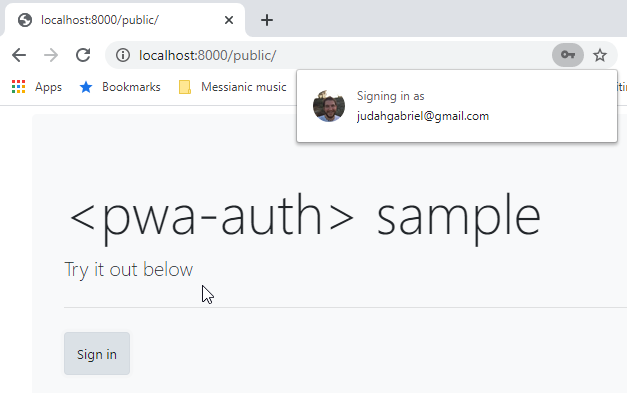 localhost:8000/public/
localhost:8000/public/
Apps
Bookmarks
Messianic music
Signing in as
judahgabriel@gmail.com
<pwa-auth> sample
Try it out below
Sign in